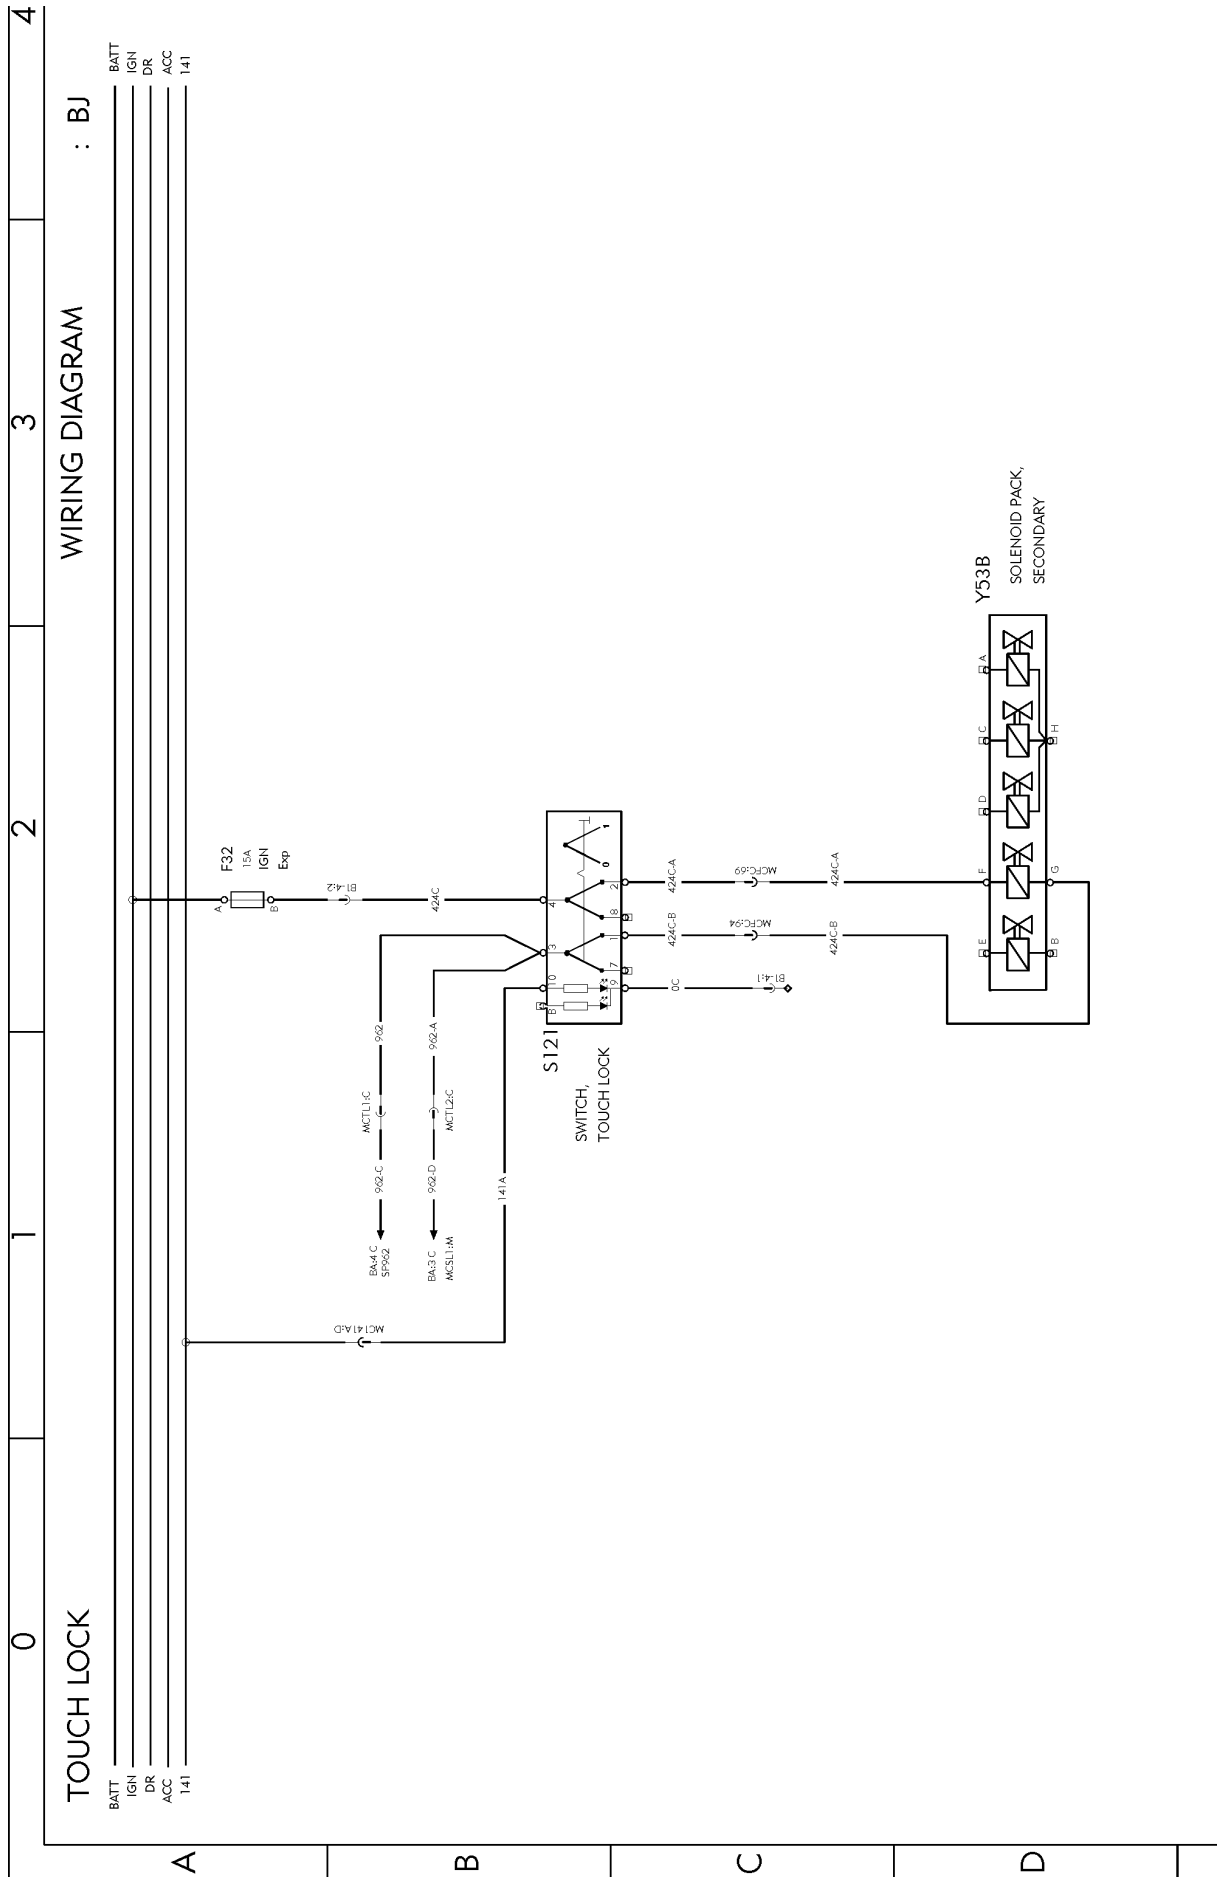 0
1
2
3
4
TOUCH LOCK
WIRING DIAGRAM
: BJ
BATT
BATT
IGN
IGN
DR
DR
ACC
ACC
141
141
A
A
B
F32
15A
IGN
Exp
MC141A:D
B1-4:2
B
BA:4 C
SP962
962-C
MCTL1:C
962
BA:3 C
MCSL1:M
962-D
MCTL2:C
962-A
424C
141A
S121
SWITCH,
TOUCH LOCK
B
10
3
4
9
7
1
8
2
0
1
0C
424C-B
424C-A
C
B1-4:1
MCFC:94
MCFC:69
424C-B
424C-A
D
E
F
D
C
A
B
G
H
Y53B
SOLENOID PACK,
SECONDARY